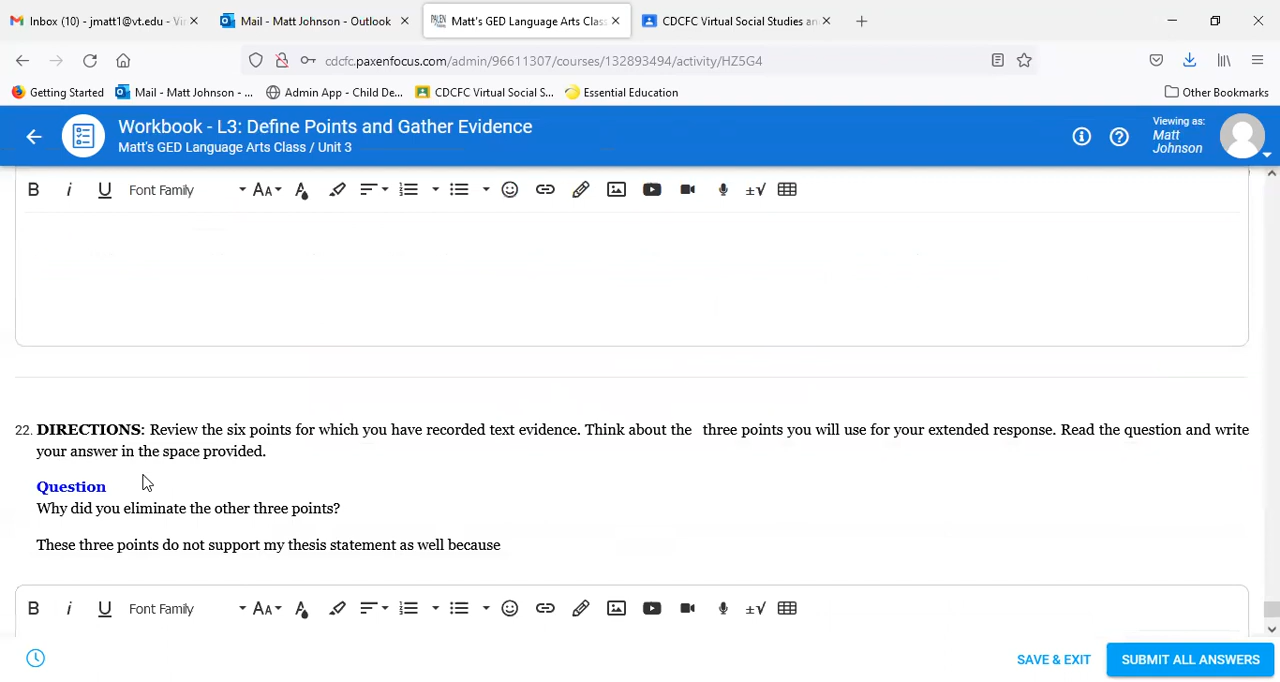 Inbox (10) - jmatt1@vt.edu - Vir
Mail - Matt Johnson - Outlook
PAXEN
Matt's GED Language Arts Clas
CDCFC Virtual Social Studies an
cdcfc.paxenfocus.com/admin/96611307/courses/132893494/activity/HZ5G4
Getting Started
Mail - Matt Johnson - ...
Admin App - Child De...
CDCFC Virtual Social S...
Essential Education
Other Bookmarks
Workbook - L3: Define Points and Gather Evidence
Matt's GED Language Arts Class / Unit 3
Viewing as:
Matt
Johnson
B i U Font Family AA A ±√
22. DIRECTIONS: Review the six points for which you have recorded text evidence. Think about the three points you will use for your extended response. Read the question and write
your answer in the space provided.
Question
Why did you eliminate the other three points?
These three points do not support my thesis statement as well because
B i U Font Family AA A ±√
SAVE & EXIT
SUBMIT ALL ANSWERS